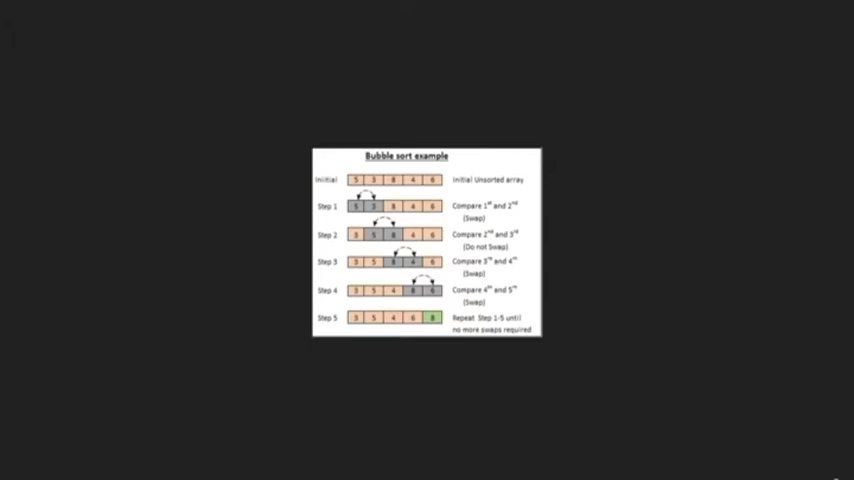 Bubble sort example
Initial 5 3 8 4 6 Initial Unsorted array
Step 1 5 3 8 4 6 Compare 1st and 2nd
(Swap)
Step 2 3 5 8 4 6 Compare 2nd and 3rd
(Do not Swap)
Step 3 3 5 8 4 6 Compare 3rd and 4th
(Swap)
Step 4 3 5 4 8 6 Compare 4th and 5th
(Swap)
Step 5 3 5 4 6 8 Repeat Step 1-5 until
no more swaps required